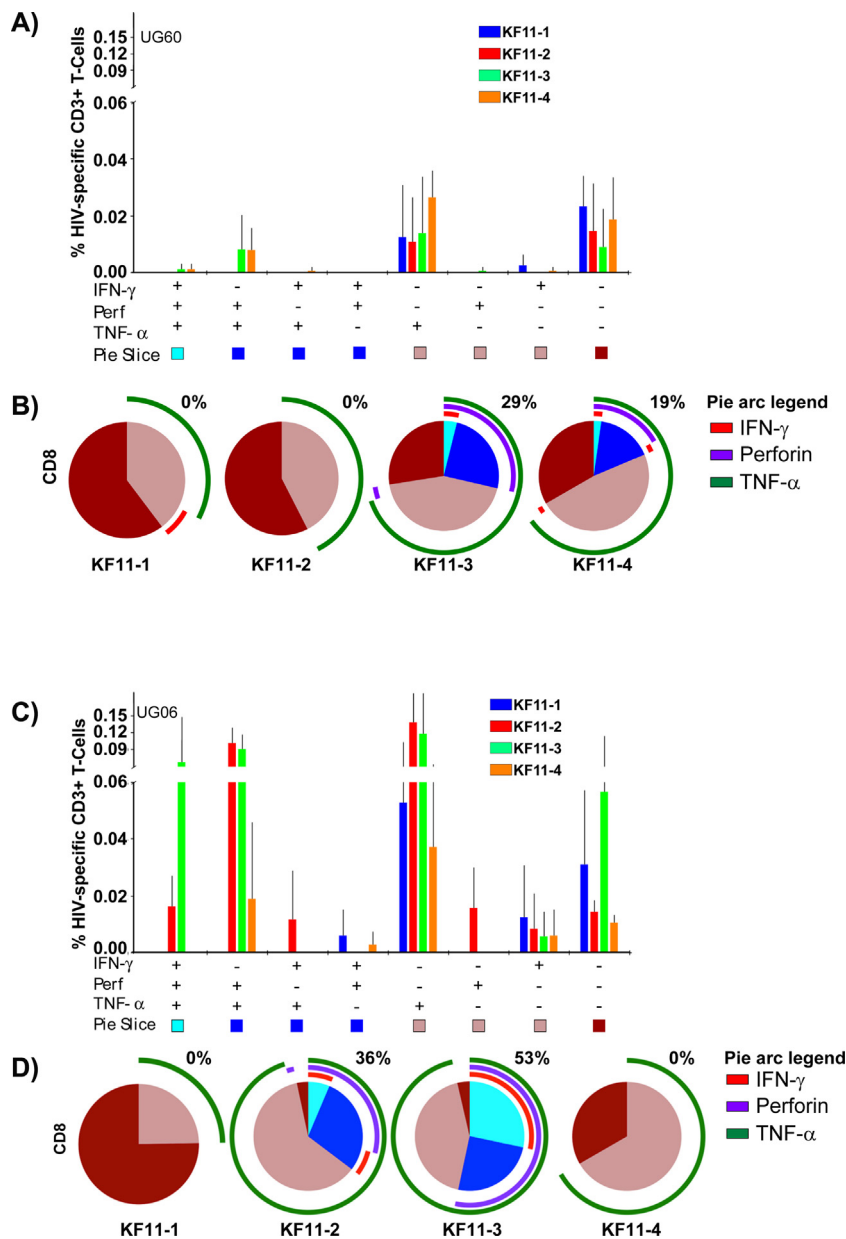 A)
UG60
% HIV-specific CD3+ T-Cells
0.15
0.12
0.09
0.06
0.04
0.02
0.00
KF11-1
KF11-2
KF11-3
KF11-4
IFN-γ + - + + - - + -
Perf + + - + - + - -
TNF- α + + + - + - - -
Pie Slice
B)
CD8
0% 0% 29% 19%
KF11-1 KF11-2 KF11-3 KF11-4
Pie arc legend
IFN-γ
Perforin
TNF-α
C)
UG06
% HIV-specific CD3+ T-Cells
0.15
0.12
0.09
0.06
0.04
0.02
0.00
KF11-1
KF11-2
KF11-3
KF11-4
IFN-γ + - + + - - + -
Perf + + - + - + - -
TNF- α + + + - + - - -
Pie Slice
D)
CD8
0% 36% 53% 0%
KF11-1 KF11-2 KF11-3 KF11-4
Pie arc legend
IFN-γ
Perforin
TNF-α